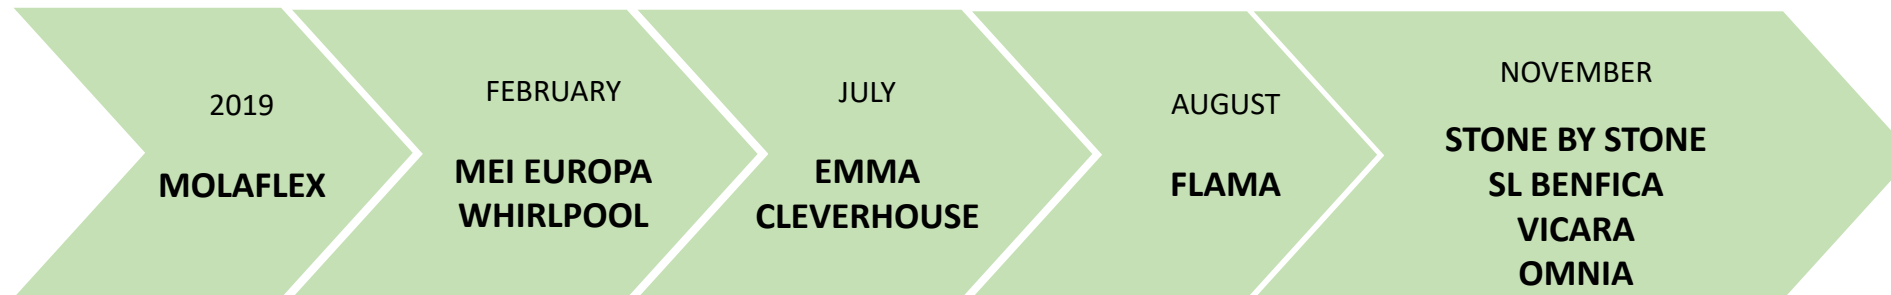 2019
MOLAFLEX
FEBRUARY
MEI EUROPA
WHIRLPOOL
JULY
EMMA
CLEVERHOUSE
AUGUST
FLAMA
NOVEMBER
STONE BY STONE
SL BENFICA
VICARA
OMNIA